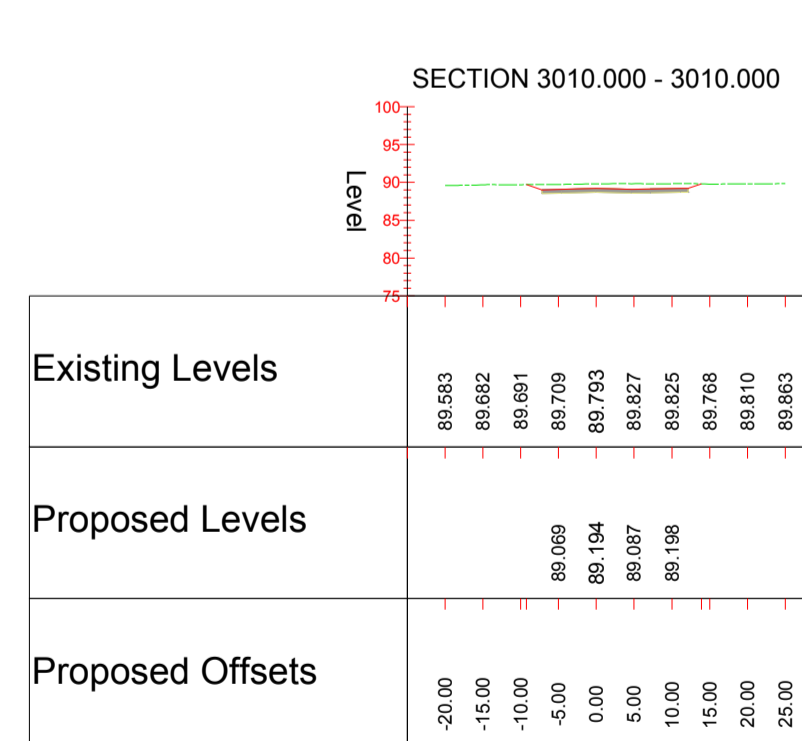 SECTION 3010.000 - 3010.000
100
95
90
85
80
75
Level
Existing Levels
89.583 89.682 89.691 89.709 89.793 89.827 89.825 89.768 89.810 89.863
Proposed Levels
89.069 89.194 89.087 89.198
Proposed Offsets
-20.00 -15.00 -10.00 -5.00 0.00 5.00 10.00 15.00 20.00 25.00